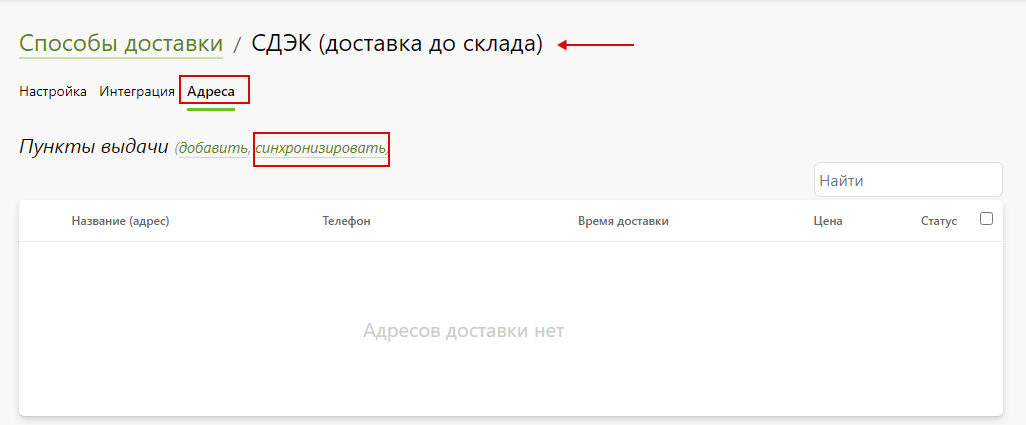 Способы доставки / СДЭК (доставка до склада)
Настройка Интеграция Адреса
Пункты выдачи (добавить, синхронизировать)
Найти
Название (адрес) Телефон Время доставки Цена Статус
Адресов доставки нет